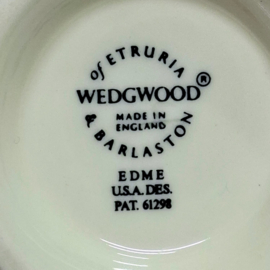 of ETRURIA
WEDGWOOD®
MADE IN
ENGLAND
& BARLASTON
EDME
U.S.A. DES.
PAT. 61298